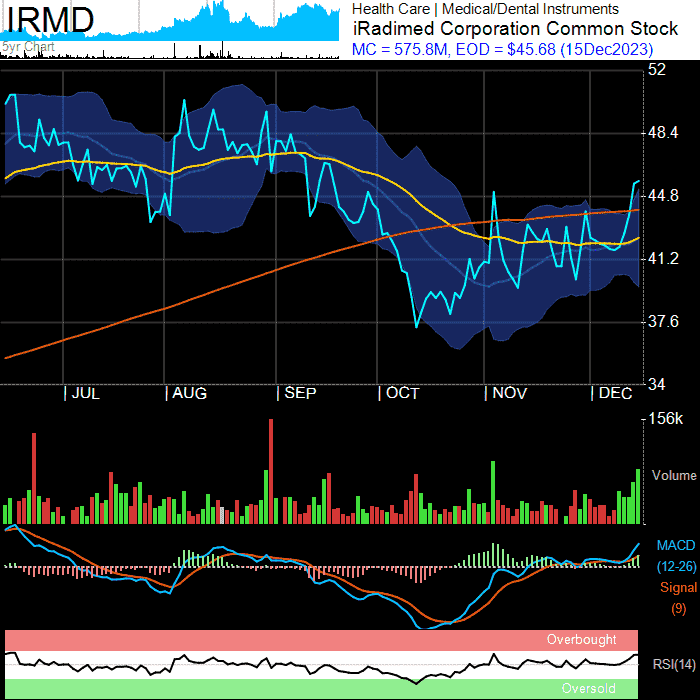 IRMD
5yr Chart
Health Care | Medical/Dental Instruments
iRadimed Corporation Common Stock
MC = 575.8M, EOD = $45.68 (15Dec2023)
52
48.4
44.8
41.2
37.6
34
JUL
AUG
SEP
OCT
NOV
DEC
156k
Volume
MACD
(12-26)
Signal
(9)
Overbought
RSI(14)
Oversold